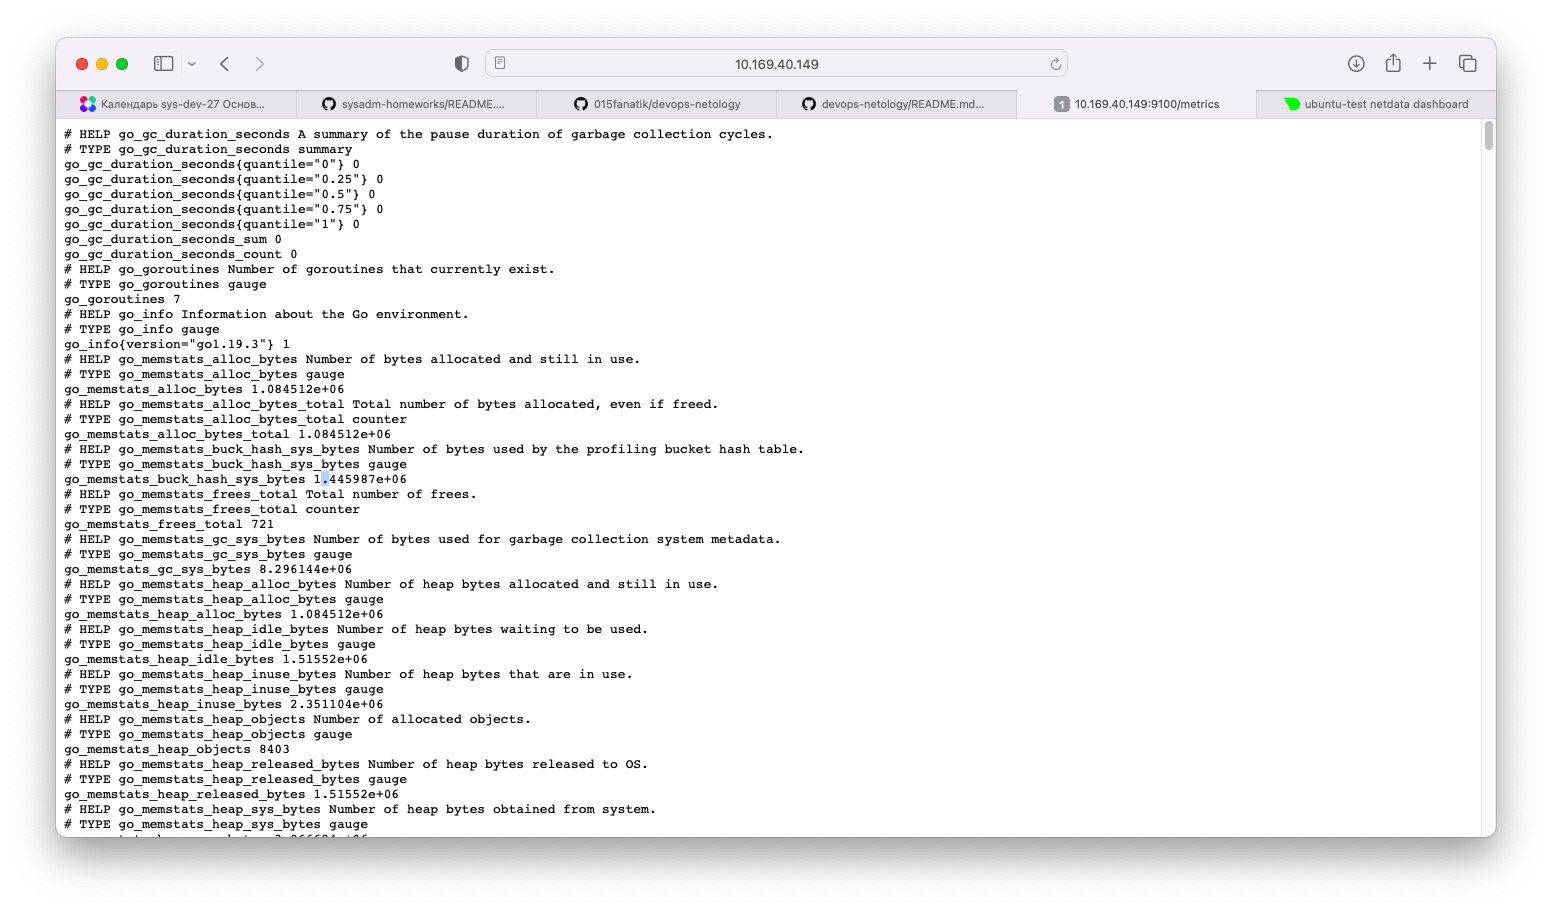 10.169.40.149
Календарь sys-dev-27 Основ...
sysadm-homeworks/README....
015fanatik/devops-netology
devops-netology/README.md...
1 10.169.40.149:9100/metrics
ubuntu-test netdata dashboard
# HELP go_gc_duration_seconds A summary of the pause duration of garbage collection cycles.
# TYPE go_gc_duration_seconds summary
go_gc_duration_seconds{quantile="0"} 0
go_gc_duration_seconds{quantile="0.25"} 0
go_gc_duration_seconds{quantile="0.5"} 0
go_gc_duration_seconds{quantile="0.75"} 0
go_gc_duration_seconds{quantile="1"} 0
go_gc_duration_seconds_sum 0
go_gc_duration_seconds_count 0
# HELP go_goroutines Number of goroutines that currently exist.
# TYPE go_goroutines gauge
go_goroutines 7
# HELP go_info Information about the Go environment.
# TYPE go_info gauge
go_info{version="go1.19.3"} 1
# HELP go_memstats_alloc_bytes Number of bytes allocated and still in use.
# TYPE go_memstats_alloc_bytes gauge
go_memstats_alloc_bytes 1.084512e+06
# HELP go_memstats_alloc_bytes_total Total number of bytes allocated, even if freed.
# TYPE go_memstats_alloc_bytes_total counter
go_memstats_alloc_bytes_total 1.084512e+06
# HELP go_memstats_buck_hash_sys_bytes Number of bytes used by the profiling bucket hash table.
# TYPE go_memstats_buck_hash_sys_bytes gauge
go_memstats_buck_hash_sys_bytes 1.445987e+06
# HELP go_memstats_frees_total Total number of frees.
# TYPE go_memstats_frees_total counter
go_memstats_frees_total 721
# HELP go_memstats_gc_sys_bytes Number of bytes used for garbage collection system metadata.
# TYPE go_memstats_gc_sys_bytes gauge
go_memstats_gc_sys_bytes 8.296144e+06
# HELP go_memstats_heap_alloc_bytes Number of heap bytes allocated and still in use.
# TYPE go_memstats_heap_alloc_bytes gauge
go_memstats_heap_alloc_bytes 1.084512e+06
# HELP go_memstats_heap_idle_bytes Number of heap bytes waiting to be used.
# TYPE go_memstats_heap_idle_bytes gauge
go_memstats_heap_idle_bytes 1.51552e+06
# HELP go_memstats_heap_inuse_bytes Number of heap bytes that are in use.
# TYPE go_memstats_heap_inuse_bytes gauge
go_memstats_heap_inuse_bytes 2.351104e+06
# HELP go_memstats_heap_objects Number of allocated objects.
# TYPE go_memstats_heap_objects gauge
go_memstats_heap_objects 8403
# HELP go_memstats_heap_released_bytes Number of heap bytes released to OS.
# TYPE go_memstats_heap_released_bytes gauge
go_memstats_heap_released_bytes 1.51552e+06
# HELP go_memstats_heap_sys_bytes Number of heap bytes obtained from system.
# TYPE go_memstats_heap_sys_bytes gauge